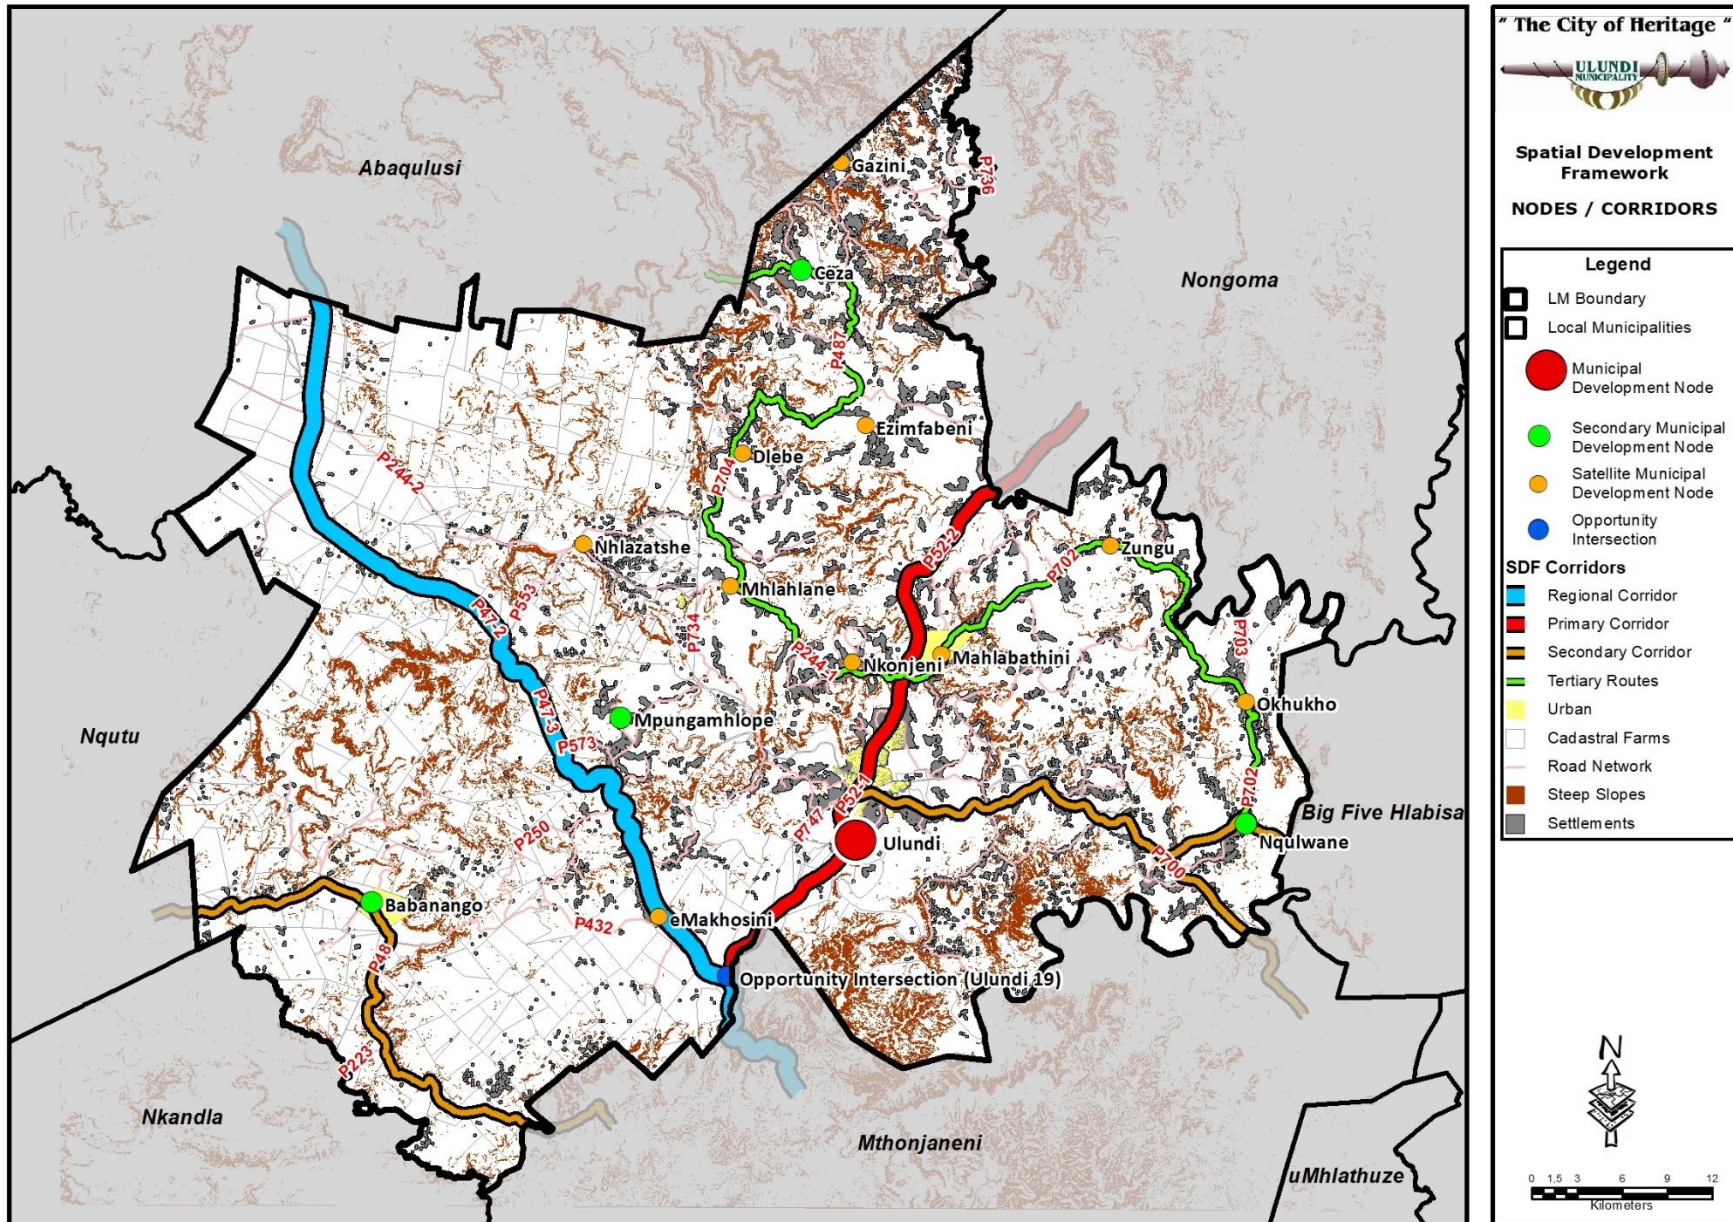 Abaqulusi
Gazini
P736
Ceza
Nongoma
P487
Ezimfabeni
Dlebe
P704
P244-2
Nhlazatshe
P52-2
Zungu
P702
Mhlahlane
P553
P47-2
P734
P244-1
Nkonjeni
Mahlabathini
P703
Okhukho
P47-3
Mpungamhlope
P573
Nqutu
P702
P52-1
P747
Big Five Hlabisa
P250
Ulundi
Nqulwane
P700
Babanango
eMakhosini
P432
P48
Opportunity Intersection (Ulundi 19)
P223
Nkandla
Mthonjaneni
uMhlathuze
" The City of Heritage "
ULUNDI
MUNICIPALITY
Spatial Development
Framework
NODES / CORRIDORS
Legend
LM Boundary
Local Municipalities
Municipal
Development Node
Secondary Municipal
Development Node
Satellite Municipal
Development Node
Opportunity
Intersection
SDF Corridors
Regional Corridor
Primary Corridor
Secondary Corridor
Tertiary Routes
Urban
Cadastral Farms
Road Network
Steep Slopes
Settlements
N
0 1,5 3 6 9 12
Kilometers